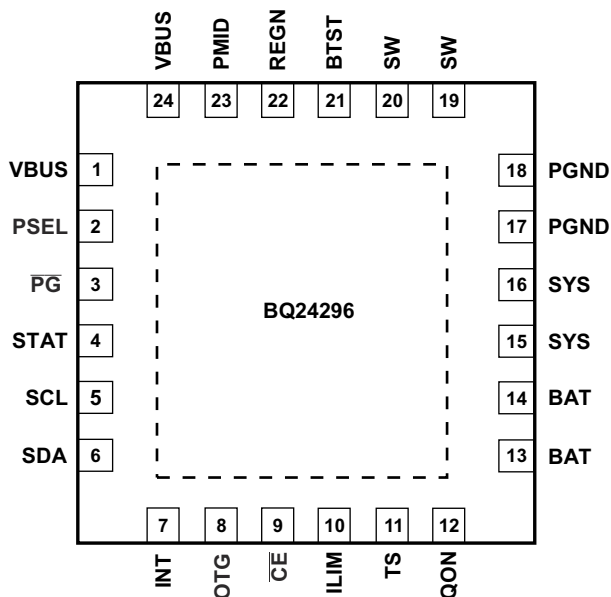 VBUS PMID REGN BTST SW SW
24 23 22 21 20 19
VBUS 1
PSEL 2
P̅G̅ 3
STAT 4
SCL 5
SDA 6
BQ24296
18 PGND
17 PGND
16 SYS
15 SYS
14 BAT
13 BAT
7 8 9 10 11 12
INT OTG C̅E̅ ILIM TS QON